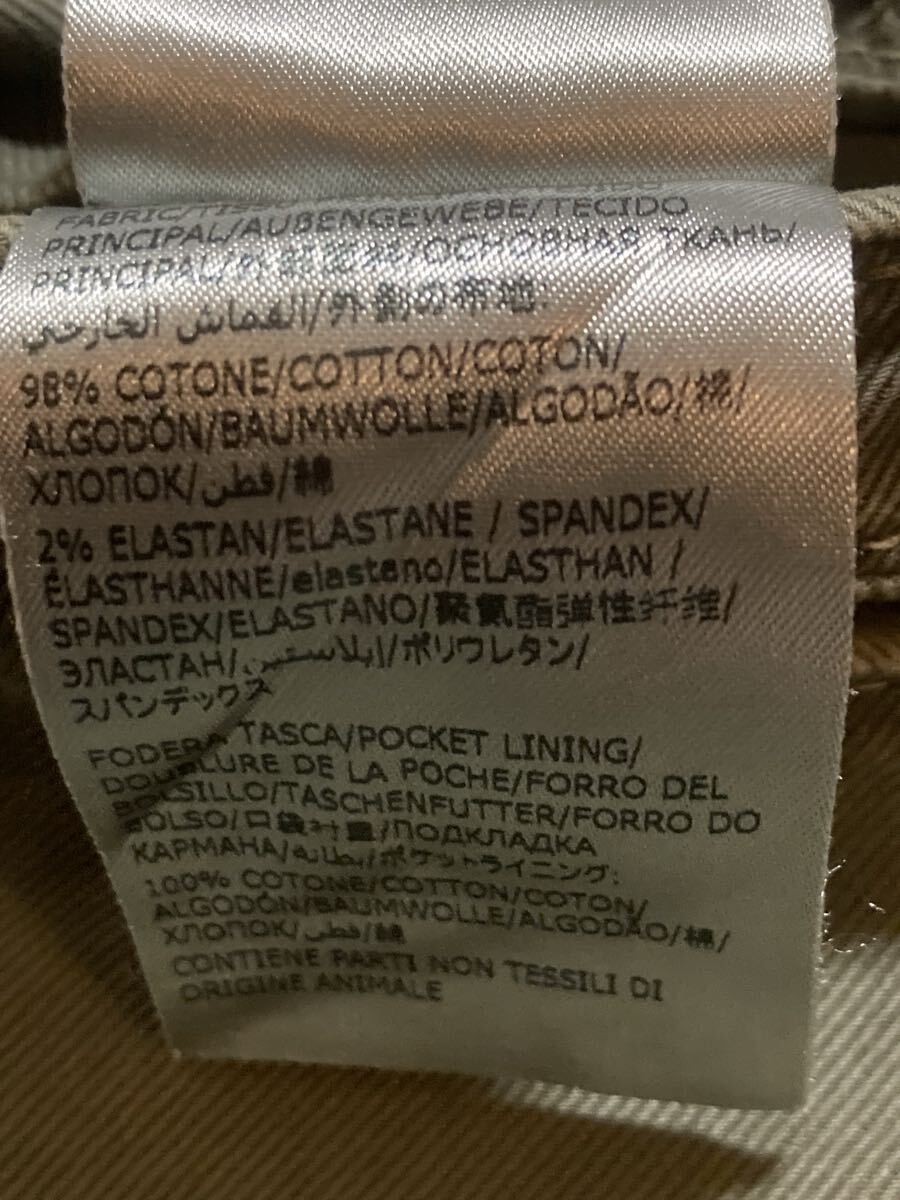 FABRIC/TISSU
PRINCIPAL/AUßENGEWEBE/TECIDO
PRINCIPAL/外部面料/ОСНОВНАЯ ТКАНЬ/
القماش الخارجي/外側の布地:
98% COTONE/COTTON/COTON/
ALGODÓN/BAUMWOLLE/ALGODÃO/棉/
ХЛОПОК/قطن/綿
2% ELASTAN/ELASTANE / SPANDEX/
ÉLASTHANNE/elastano/ELASTHAN /
SPANDEX/ELASTANO/聚氨酯弹性纤维/
ЭЛАСТАН/إيلاستين/ポリウレタン/
スパンデックス
FODERA TASCA/POCKET LINING/
DOUBLURE DE LA POCHE/FORRO DEL
BOLSILLO/TASCHENFUTTER/FORRO DO
BOLSO/口袋衬里/ПОДКЛАДКА
КАРМАНА/بطانة/ポケットライニング:
100% COTONE/COTTON/COTON/
ALGODÓN/BAUMWOLLE/ALGODÃO/棉/
ХЛОПОК/قطن/綿
CONTIENE PARTI NON TESSILI DI
ORIGINE ANIMALE